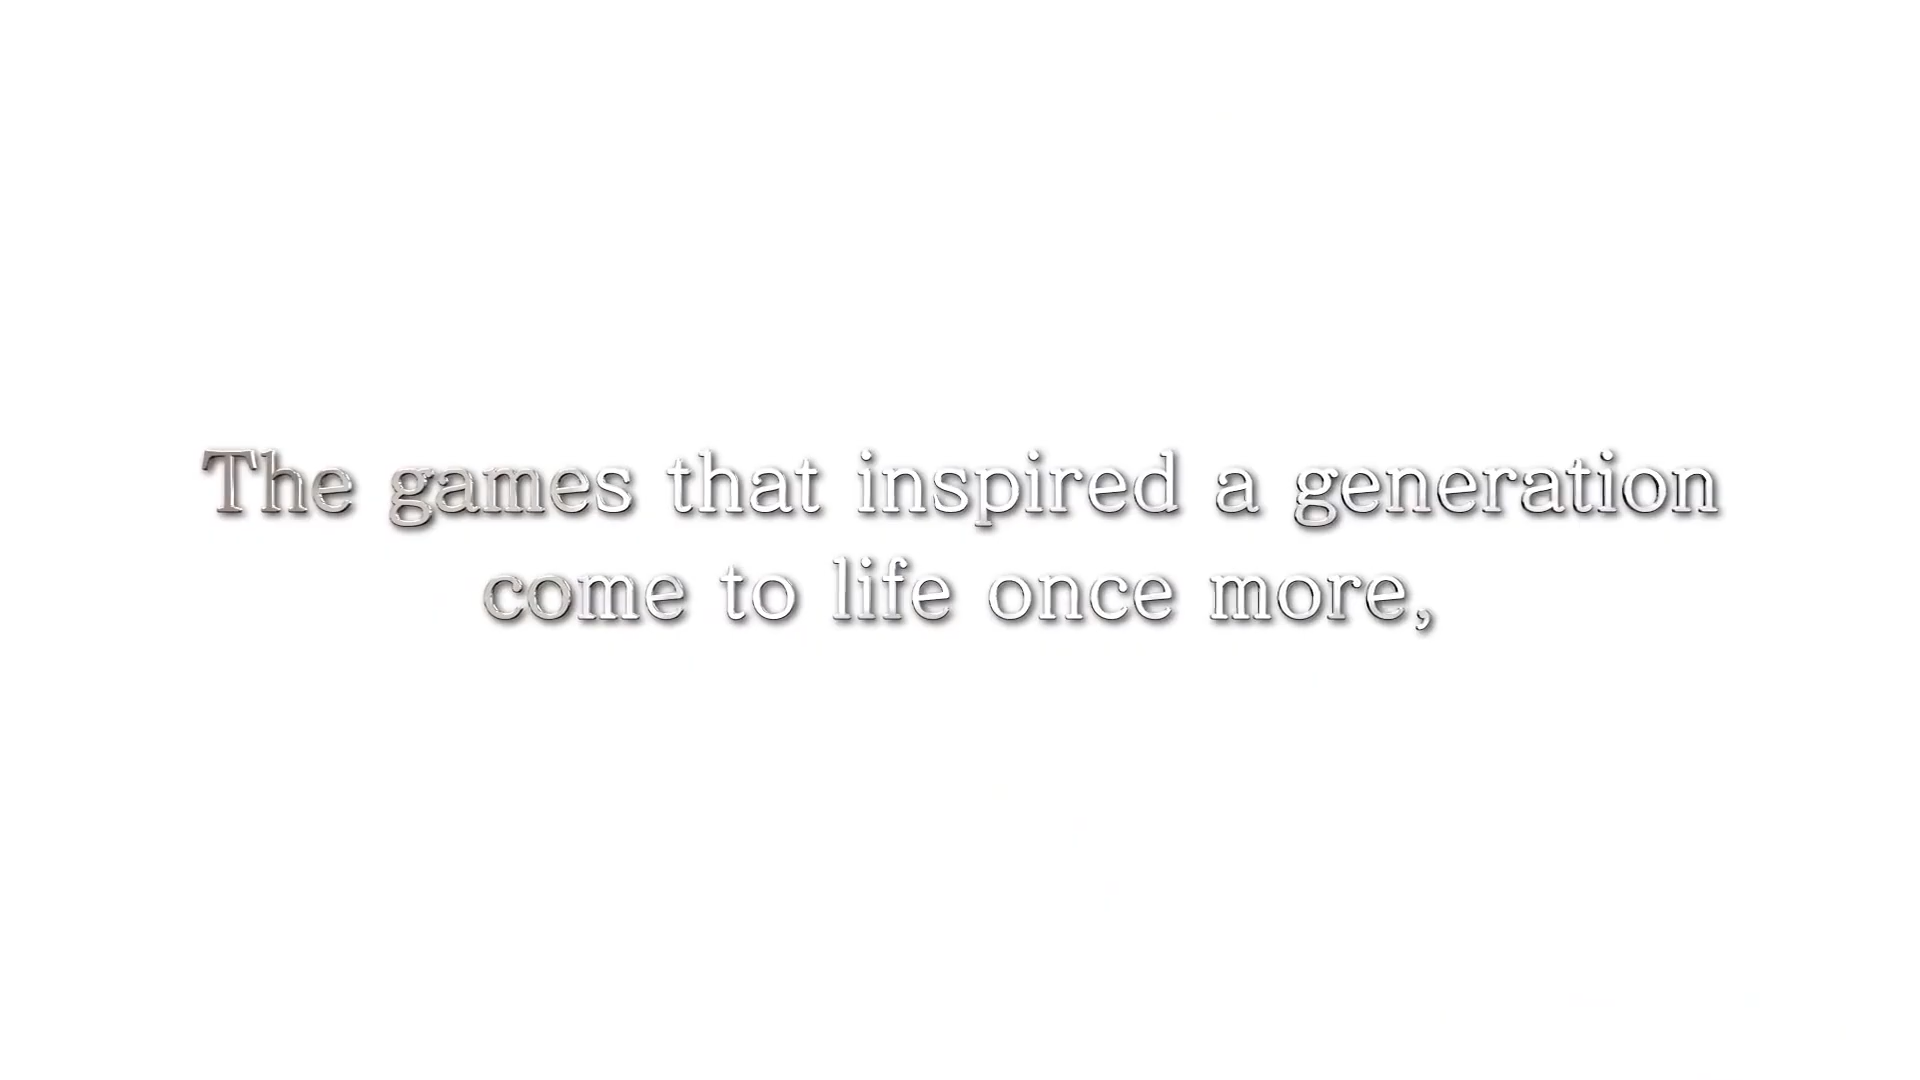 The games that inspired a generation
come to life once more,